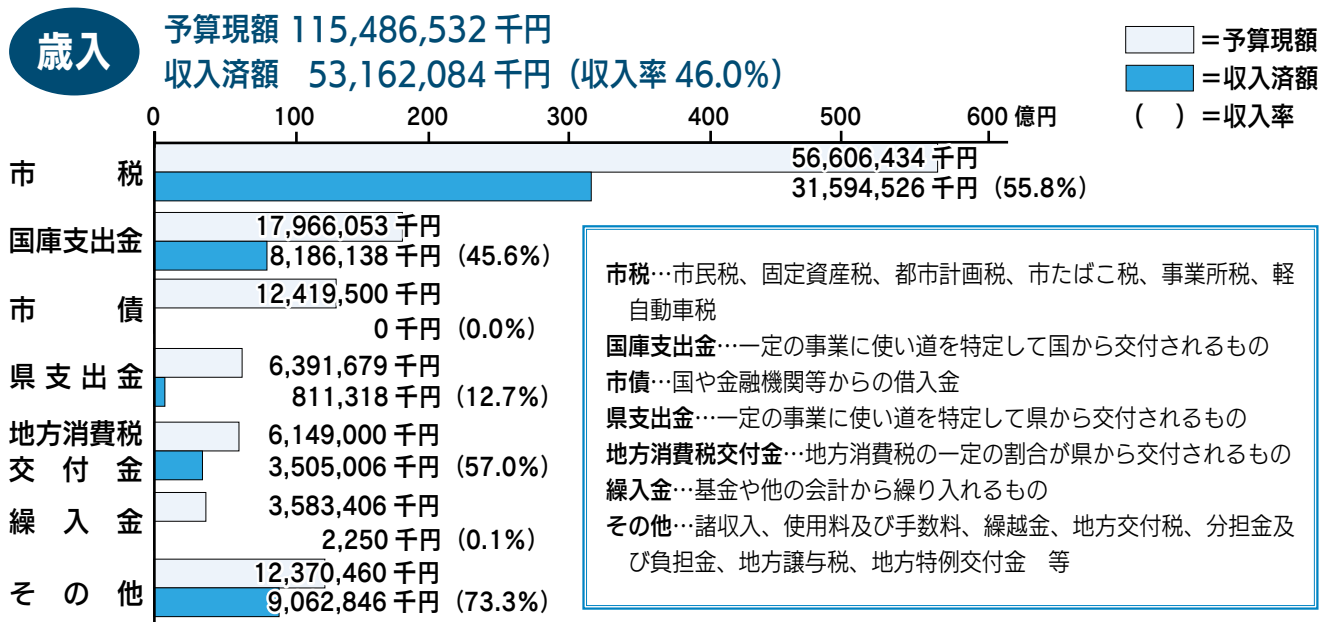 歳入
予算現額 115,486,532 千円
収入済額 53,162,084 千円（収入率 46.0%）
＝予算現額
＝収入済額
（ ）＝収入率
0 100 200 300 400 500 600 億円
市税
56,606,434 千円
31,594,526 千円（55.8%）
国庫支出金
17,966,053 千円
8,186,138 千円（45.6%）
市債
12,419,500 千円
0 千円（0.0%）
県支出金
6,391,679 千円
811,318 千円（12.7%）
地方消費税
交付金
6,149,000 千円
3,505,006 千円（57.0%）
繰入金
3,583,406 千円
2,250 千円（0.1%）
その他
12,370,460 千円
9,062,846 千円（73.3%）
市税…市民税、固定資産税、都市計画税、市たばこ税、事業所税、軽
自動車税
国庫支出金…一定の事業に使い道を特定して国から交付されるもの
市債…国や金融機関等からの借入金
県支出金…一定の事業に使い道を特定して県から交付されるもの
地方消費税交付金…地方消費税の一定の割合が県から交付されるもの
繰入金…基金や他の会計から繰り入れるもの
その他…諸収入、使用料及び手数料、繰越金、地方交付税、分担金及
び負担金、地方譲与税、地方特例交付金　等